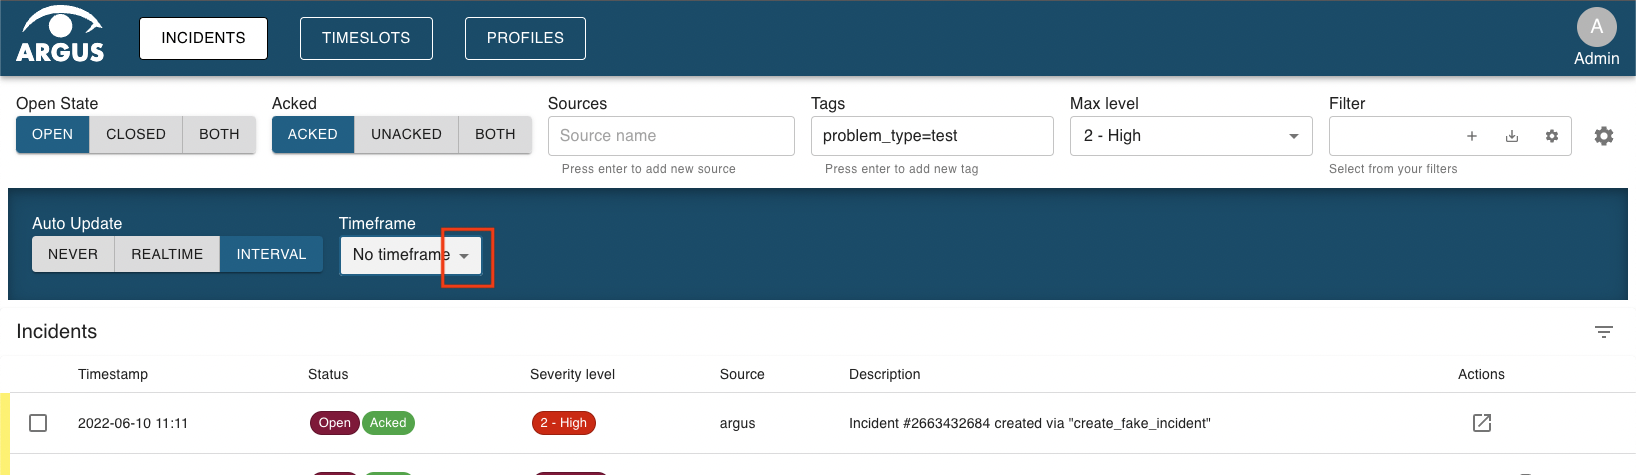 ARGUS
INCIDENTS TIMESLOTS PROFILES
A
Admin
Open State Acked Sources Tags Max level Filter
OPEN CLOSED BOTH ACKED UNACKED BOTH Source name problem_type=test 2 - High
Press enter to add new source Press enter to add new tag Select from your filters
Auto Update Timeframe
NEVER REALTIME INTERVAL No timeframe
Incidents
Timestamp Status Severity level Source Description Actions
2022-06-10 11:11 Open Acked 2 - High argus Incident #2663432684 created via "create_fake_incident"